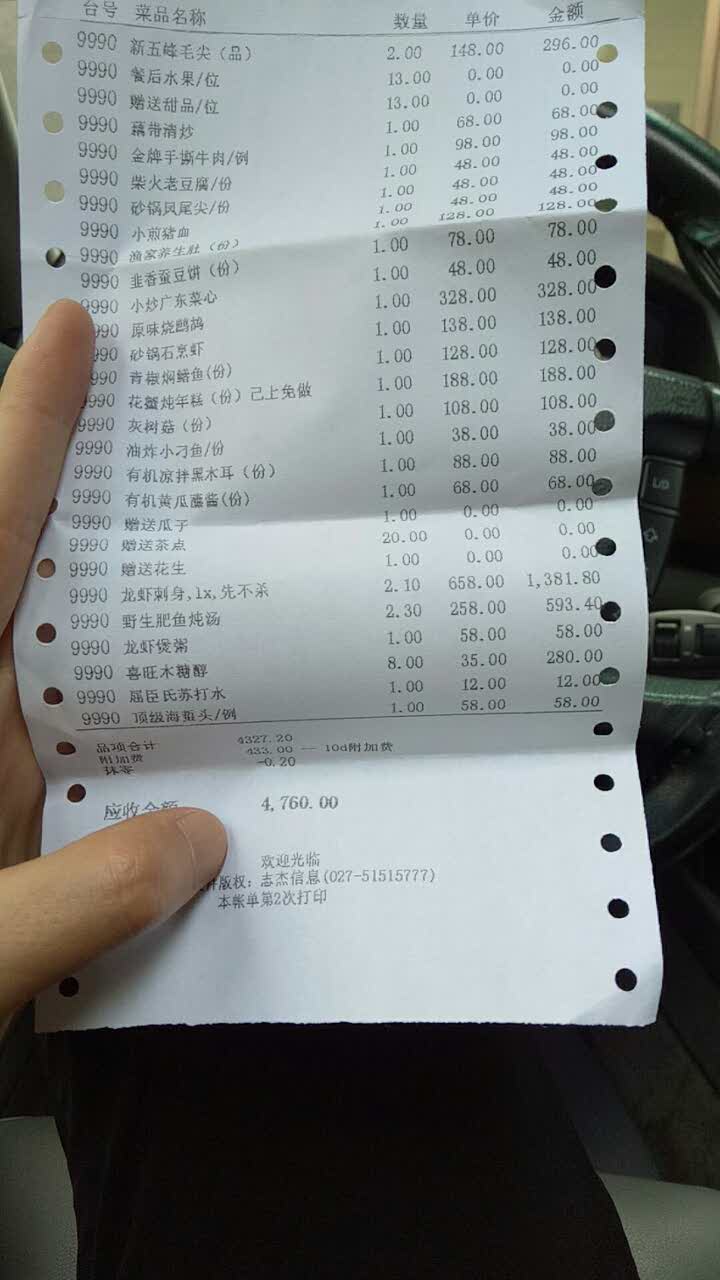 台号 菜品名称 数量 单价 金额
9990 新五峰毛尖（品） 2.00 148.00 296.00
9990 餐后水果/位 13.00 0.00 0.00
9990 赠送甜品/位 13.00 0.00 0.00
9990 藕带清炒 1.00 68.00 68.00
9990 金牌手撕牛肉/例 1.00 98.00 98.00
9990 柴火老豆腐/份 1.00 48.00 48.00
9990 砂锅凤尾尖/份 1.00 48.00 48.00
9990 小煎猪血 1.00 48.00 48.00
9990 渔家养生肚（份） 1.00 128.00 128.00
9990 韭香蚕豆饼（份） 1.00 78.00 78.00
9990 小炒广东菜心 1.00 48.00 48.00
9990 原味烧鹧鸪 1.00 328.00 328.00
9990 砂锅石烹虾 1.00 138.00 138.00
9990 青椒焖鳝鱼(份) 1.00 128.00 128.00
9990 花蟹炖年糕（份）己上免做 1.00 188.00 188.00
9990 灰树菇（份） 1.00 108.00 108.00
9990 油炸小刁鱼/份 1.00 38.00 38.00
9990 有机凉拌黑木耳（份） 1.00 88.00 88.00
9990 有机黄瓜蘸酱(份) 1.00 68.00 68.00
9990 赠送瓜子 1.00 0.00 0.00
9990 赠送茶点 20.00 0.00 0.00
9990 赠送花生 1.00 0.00 0.00
9990 龙虾刺身,1x,先不杀 2.10 658.00 1,381.80
9990 野生肥鱼炖汤 2.30 258.00 593.40
9990 龙虾煲粥 1.00 58.00 58.00
9990 喜旺木糖醇 8.00 35.00 280.00
9990 屈臣氏苏打水 1.00 12.00 12.00
9990 顶级海蜇头/例 1.00 58.00 58.00
品项合计 4327.20
附加费 433.00 — 10d附加费
抹零 -0.20
应收金额 4,760.00
欢迎光临
件版权：志杰信息(027-51515777)
本帐单第2次打印